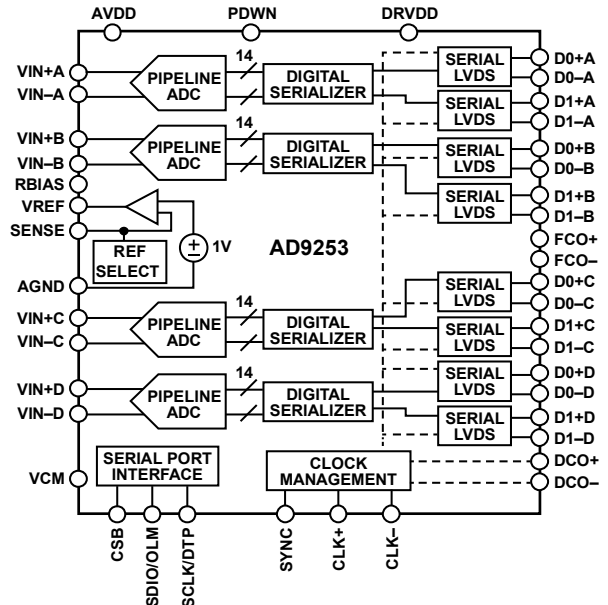 AVDD PDWN DRVDD
VIN+A
VIN–A
PIPELINE
ADC
14
DIGITAL
SERIALIZER
SERIAL
LVDS
D0+A
D0–A
SERIAL
LVDS
D1+A
D1–A
VIN+B
VIN–B
PIPELINE
ADC
14
DIGITAL
SERIALIZER
SERIAL
LVDS
D0+B
D0–B
SERIAL
LVDS
D1+B
D1–B
RBIAS
VREF
SENSE
REF
SELECT
1V
AD9253
FCO+
FCO–
AGND
VIN+C
VIN–C
PIPELINE
ADC
14
DIGITAL
SERIALIZER
SERIAL
LVDS
D0+C
D0–C
SERIAL
LVDS
D1+C
D1–C
VIN+D
VIN–D
PIPELINE
ADC
14
DIGITAL
SERIALIZER
SERIAL
LVDS
D0+D
D0–D
SERIAL
LVDS
D1+D
D1–D
VCM
SERIAL PORT
INTERFACE
CLOCK
MANAGEMENT
DCO+
DCO–
CSB
SDIO/OLM
SCLK/DTP
SYNC
CLK+
CLK–